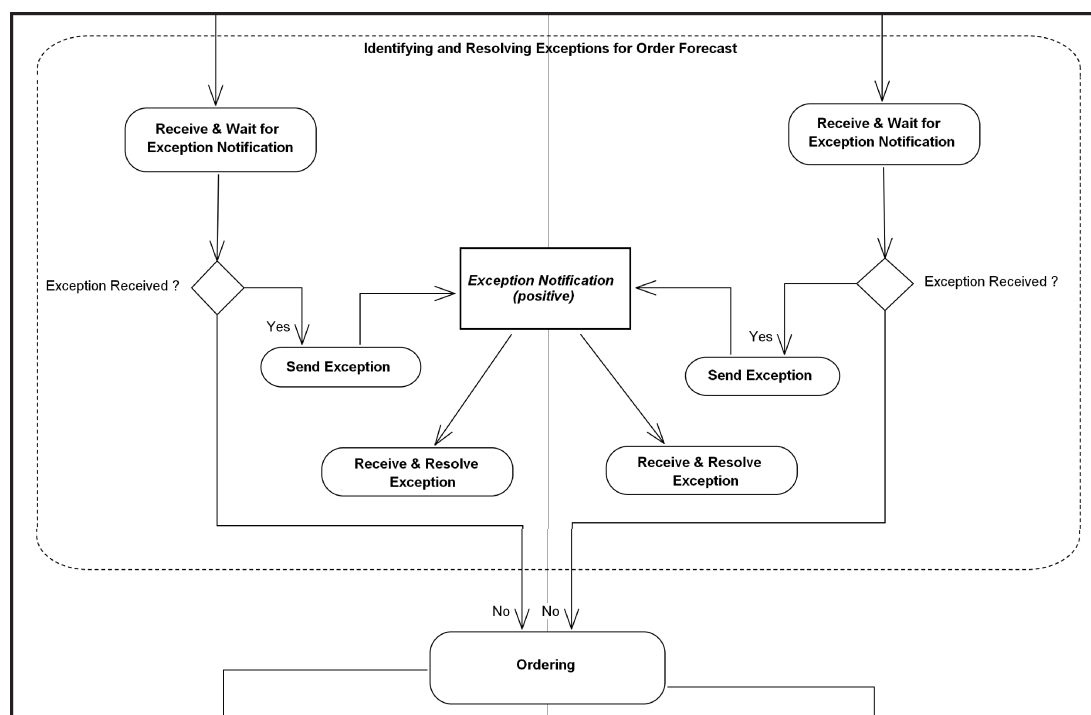 Identifying and Resolving Exceptions for Order Forecast
Receive & Wait for
Exception Notification
Receive & Wait for
Exception Notification
Exception Received ?
Exception Notification
(positive)
Exception Received ?
Yes
Yes
Send Exception
Send Exception
Receive & Resolve
Exception
Receive & Resolve
Exception
No
No
Ordering